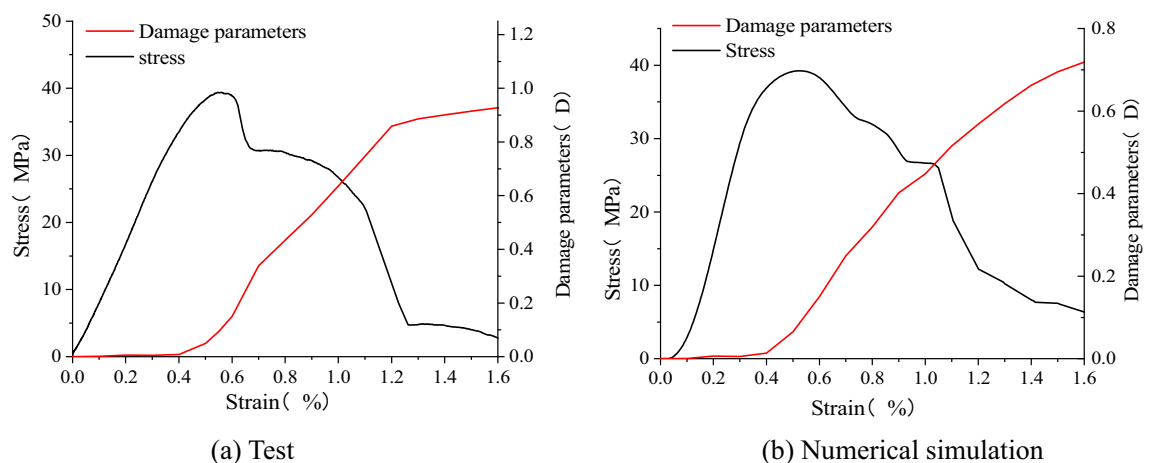 Damage parameters
stress
50
40
30
20
10
0
Stress( MPa)
1.2
1.0
0.8
0.6
0.4
0.2
0.0
Damage parameters( D)
0.0 0.2 0.4 0.6 0.8 1.0 1.2 1.4 1.6
Strain( %)
(a) Test
Damage parameters
Stress
40
30
20
10
0
Stress( MPa)
0.8
0.6
0.4
0.2
0.0
Damage parameters( D)
0.0 0.2 0.4 0.6 0.8 1.0 1.2 1.4 1.6
Strain( %)
(b) Numerical simulation